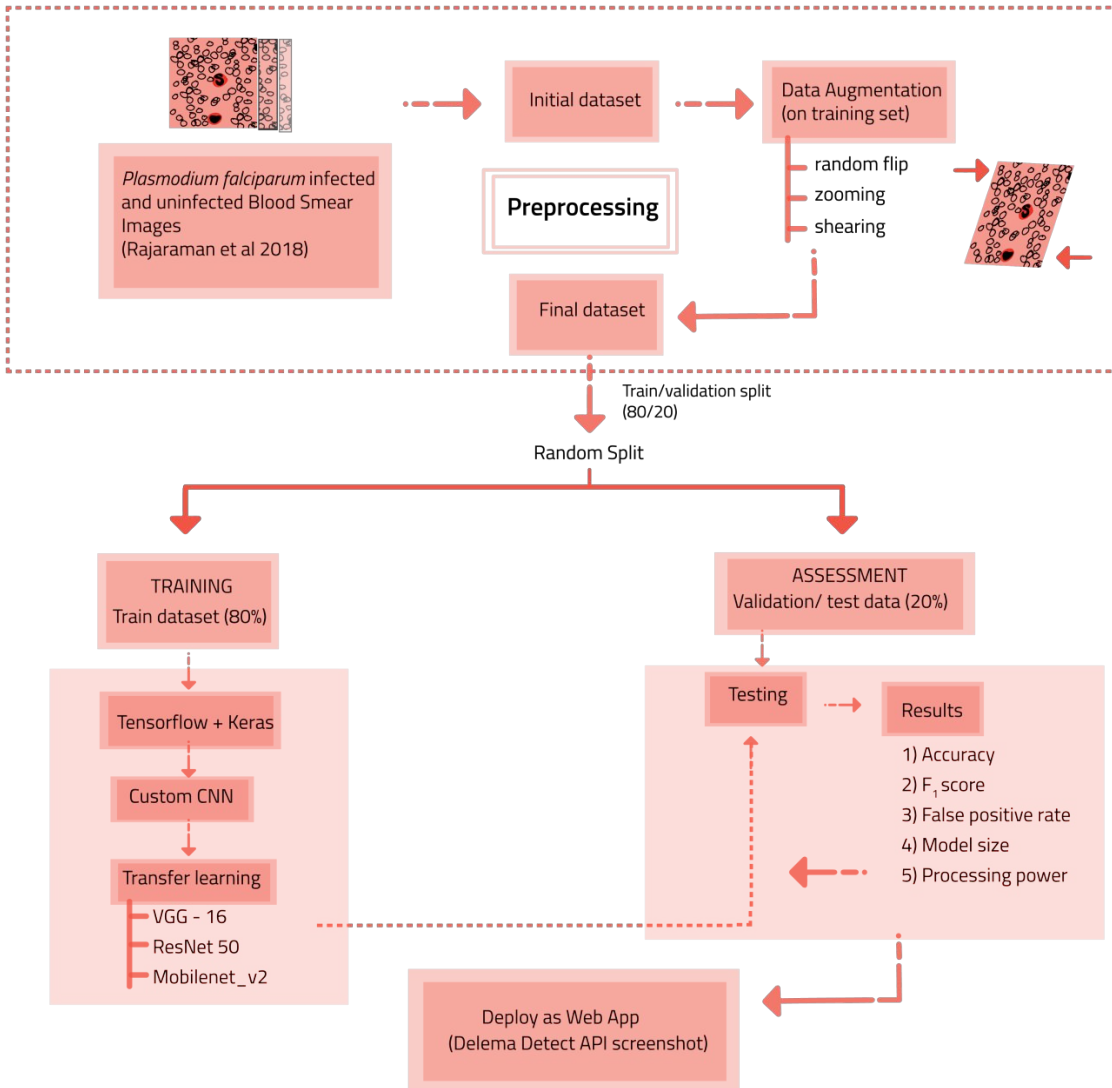 Plasmodium falciparum infected
and uninfected Blood Smear
Images
(Rajaraman et al 2018)
Initial dataset
Data Augmentation
(on training set)
random flip
zooming
shearing
Preprocessing
Final dataset
Train/validation split
(80/20)
Random Split
TRAINING
Train dataset (80%)
Tensorflow + Keras
Custom CNN
Transfer learning
VGG - 16
ResNet 50
Mobilenet_v2
ASSESSMENT
Validation/ test data (20%)
Testing
Results
1) Accuracy
2) F₁ score
3) False positive rate
4) Model size
5) Processing power
Deploy as Web App
(Delema Detect API screenshot)